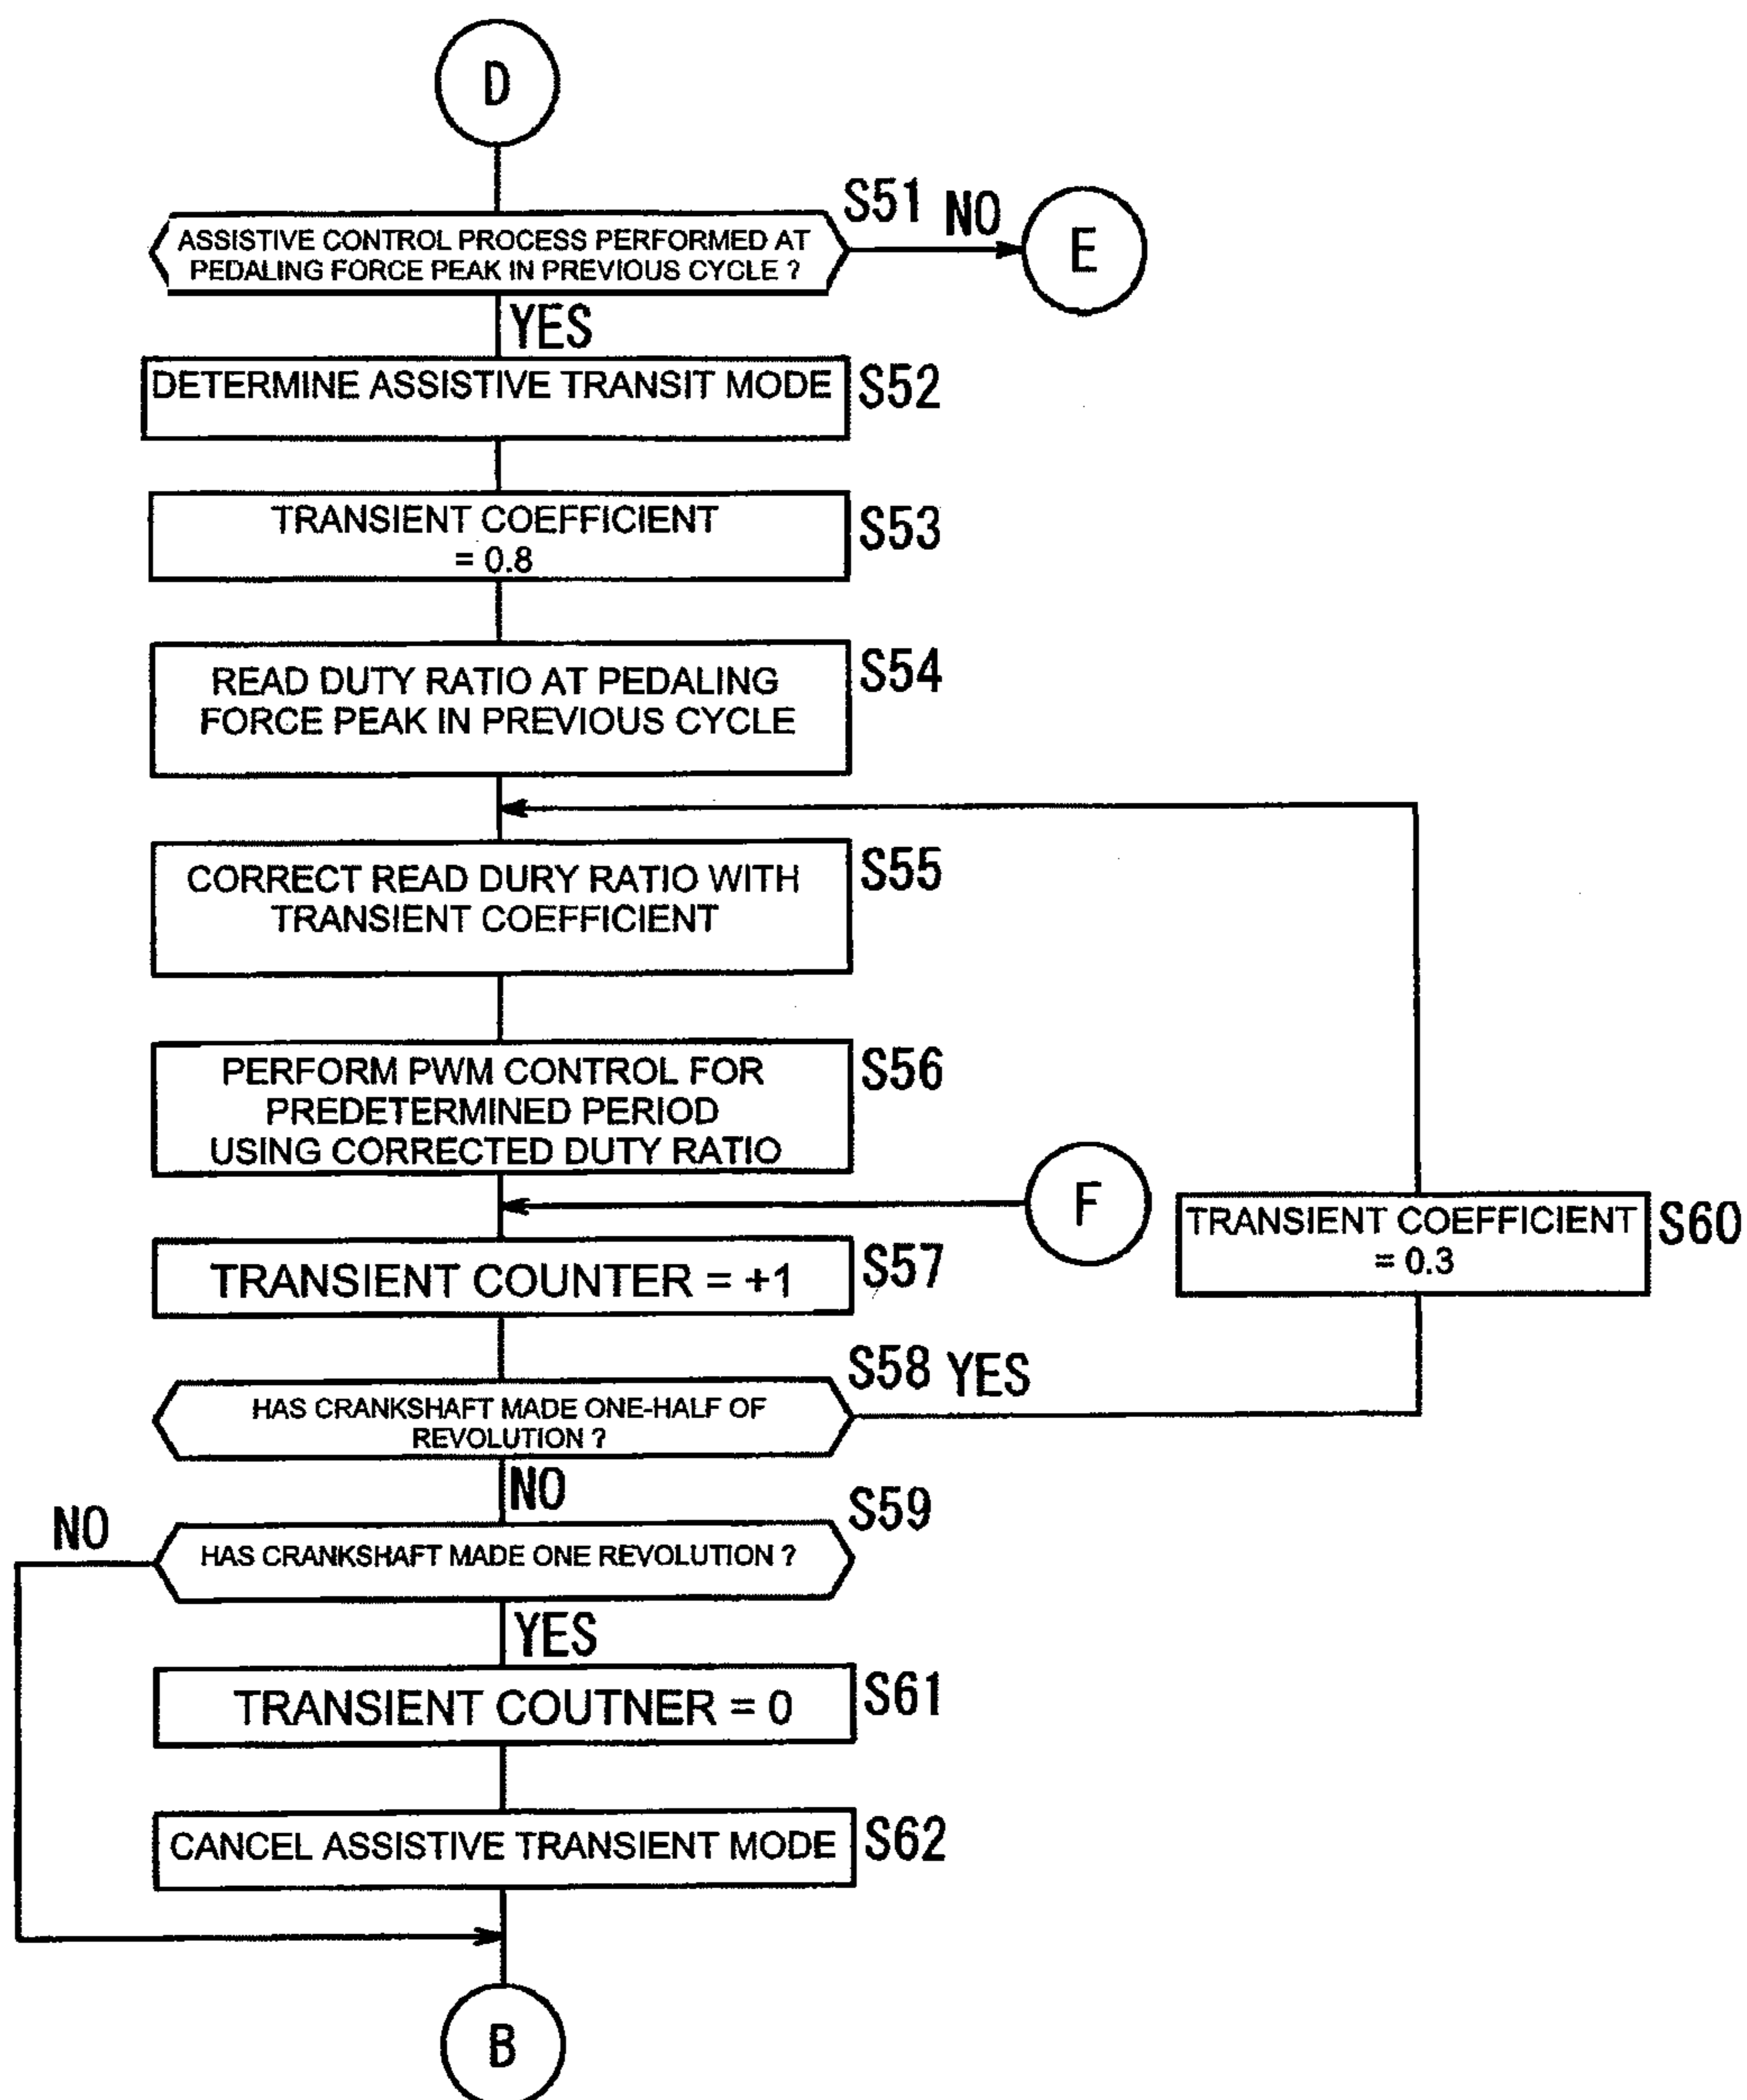 D
S51 NO
E
ASSISTIVE CONTROL PROCESS PERFORMED AT
PEDALING FORCE PEAK IN PREVIOUS CYCLE ?
YES
DETERMINE ASSISTIVE TRANSIT MODE
S52
TRANSIENT COEFFICIENT
= 0.8
S53
READ DUTY RATIO AT PEDALING
FORCE PEAK IN PREVIOUS CYCLE
S54
CORRECT READ DURY RATIO WITH
TRANSIENT COEFFICIENT
S55
PERFORM PWM CONTROL FOR
PREDETERMINED PERIOD
USING CORRECTED DUTY RATIO
S56
F
TRANSIENT COEFFICIENT
= 0.3
S60
TRANSIENT COUNTER = +1
S57
S58 YES
HAS CRANKSHAFT MADE ONE-HALF OF
REVOLUTION ?
NO
S59
NO
HAS CRANKSHAFT MADE ONE REVOLUTION ?
YES
TRANSIENT COUTNER = 0
S61
CANCEL ASSISTIVE TRANSIENT MODE
S62
B